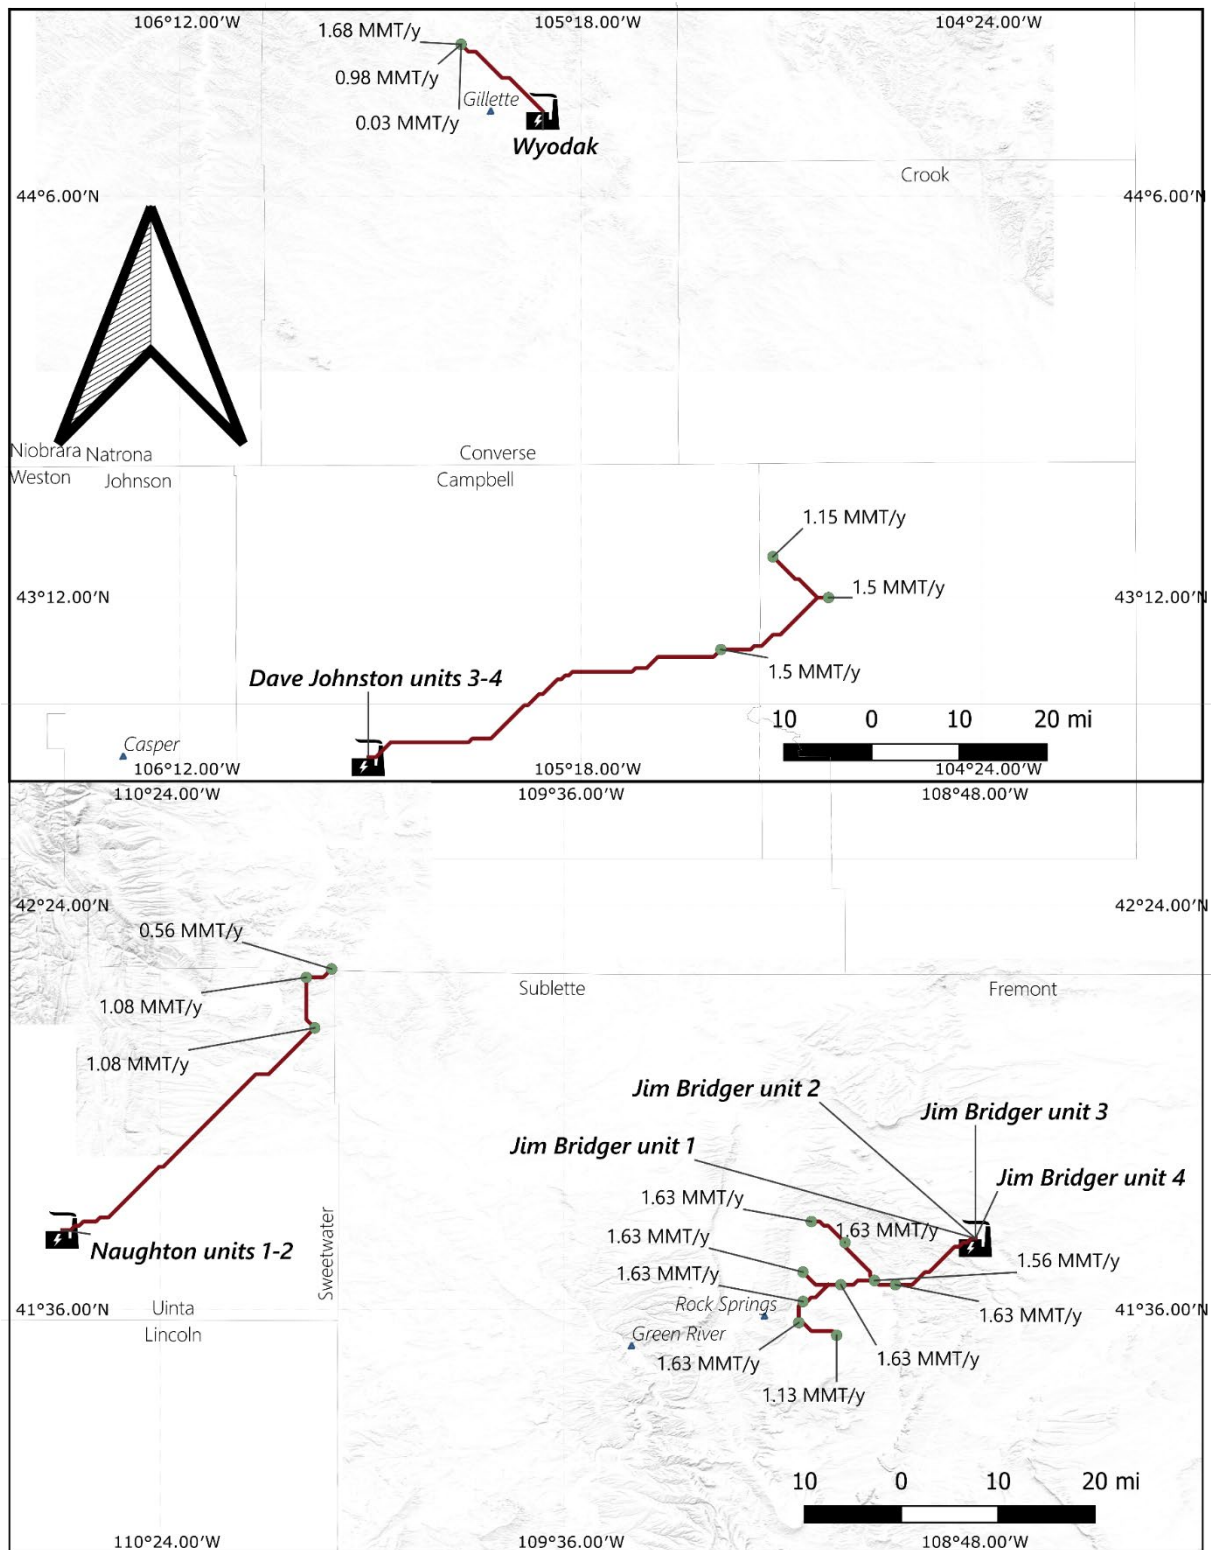 106°12.00′W
105°18.00′W
104°24.00′W
1.68 MMT/y
0.98 MMT/y
0.03 MMT/y
Gillette
Wyodak
Crook
44°6.00′N
44°6.00′N
Niobrara
Natrona
Converse
Weston
Johnson
Campbell
1.15 MMT/y
43°12.00′N
1.5 MMT/y
43°12.00′N
1.5 MMT/y
Dave Johnston units 3-4
10 0 10 20 mi
Casper
106°12.00′W
105°18.00′W
104°24.00′W
110°24.00′W
109°36.00′W
108°48.00′W
42°24.00′N
42°24.00′N
0.56 MMT/y
1.08 MMT/y
1.08 MMT/y
Sublette
Fremont
Jim Bridger unit 2
Jim Bridger unit 3
Jim Bridger unit 1
Jim Bridger unit 4
1.63 MMT/y
1.63 MMT/y
1.63 MMT/y
1.56 MMT/y
1.63 MMT/y
1.63 MMT/y
Naughton units 1-2
Sweetwater
41°36.00′N
Uinta
Lincoln
Rock Springs
41°36.00′N
Green River
1.63 MMT/y
1.63 MMT/y
1.13 MMT/y
10 0 10 20 mi
110°24.00′W
109°36.00′W
108°48.00′W